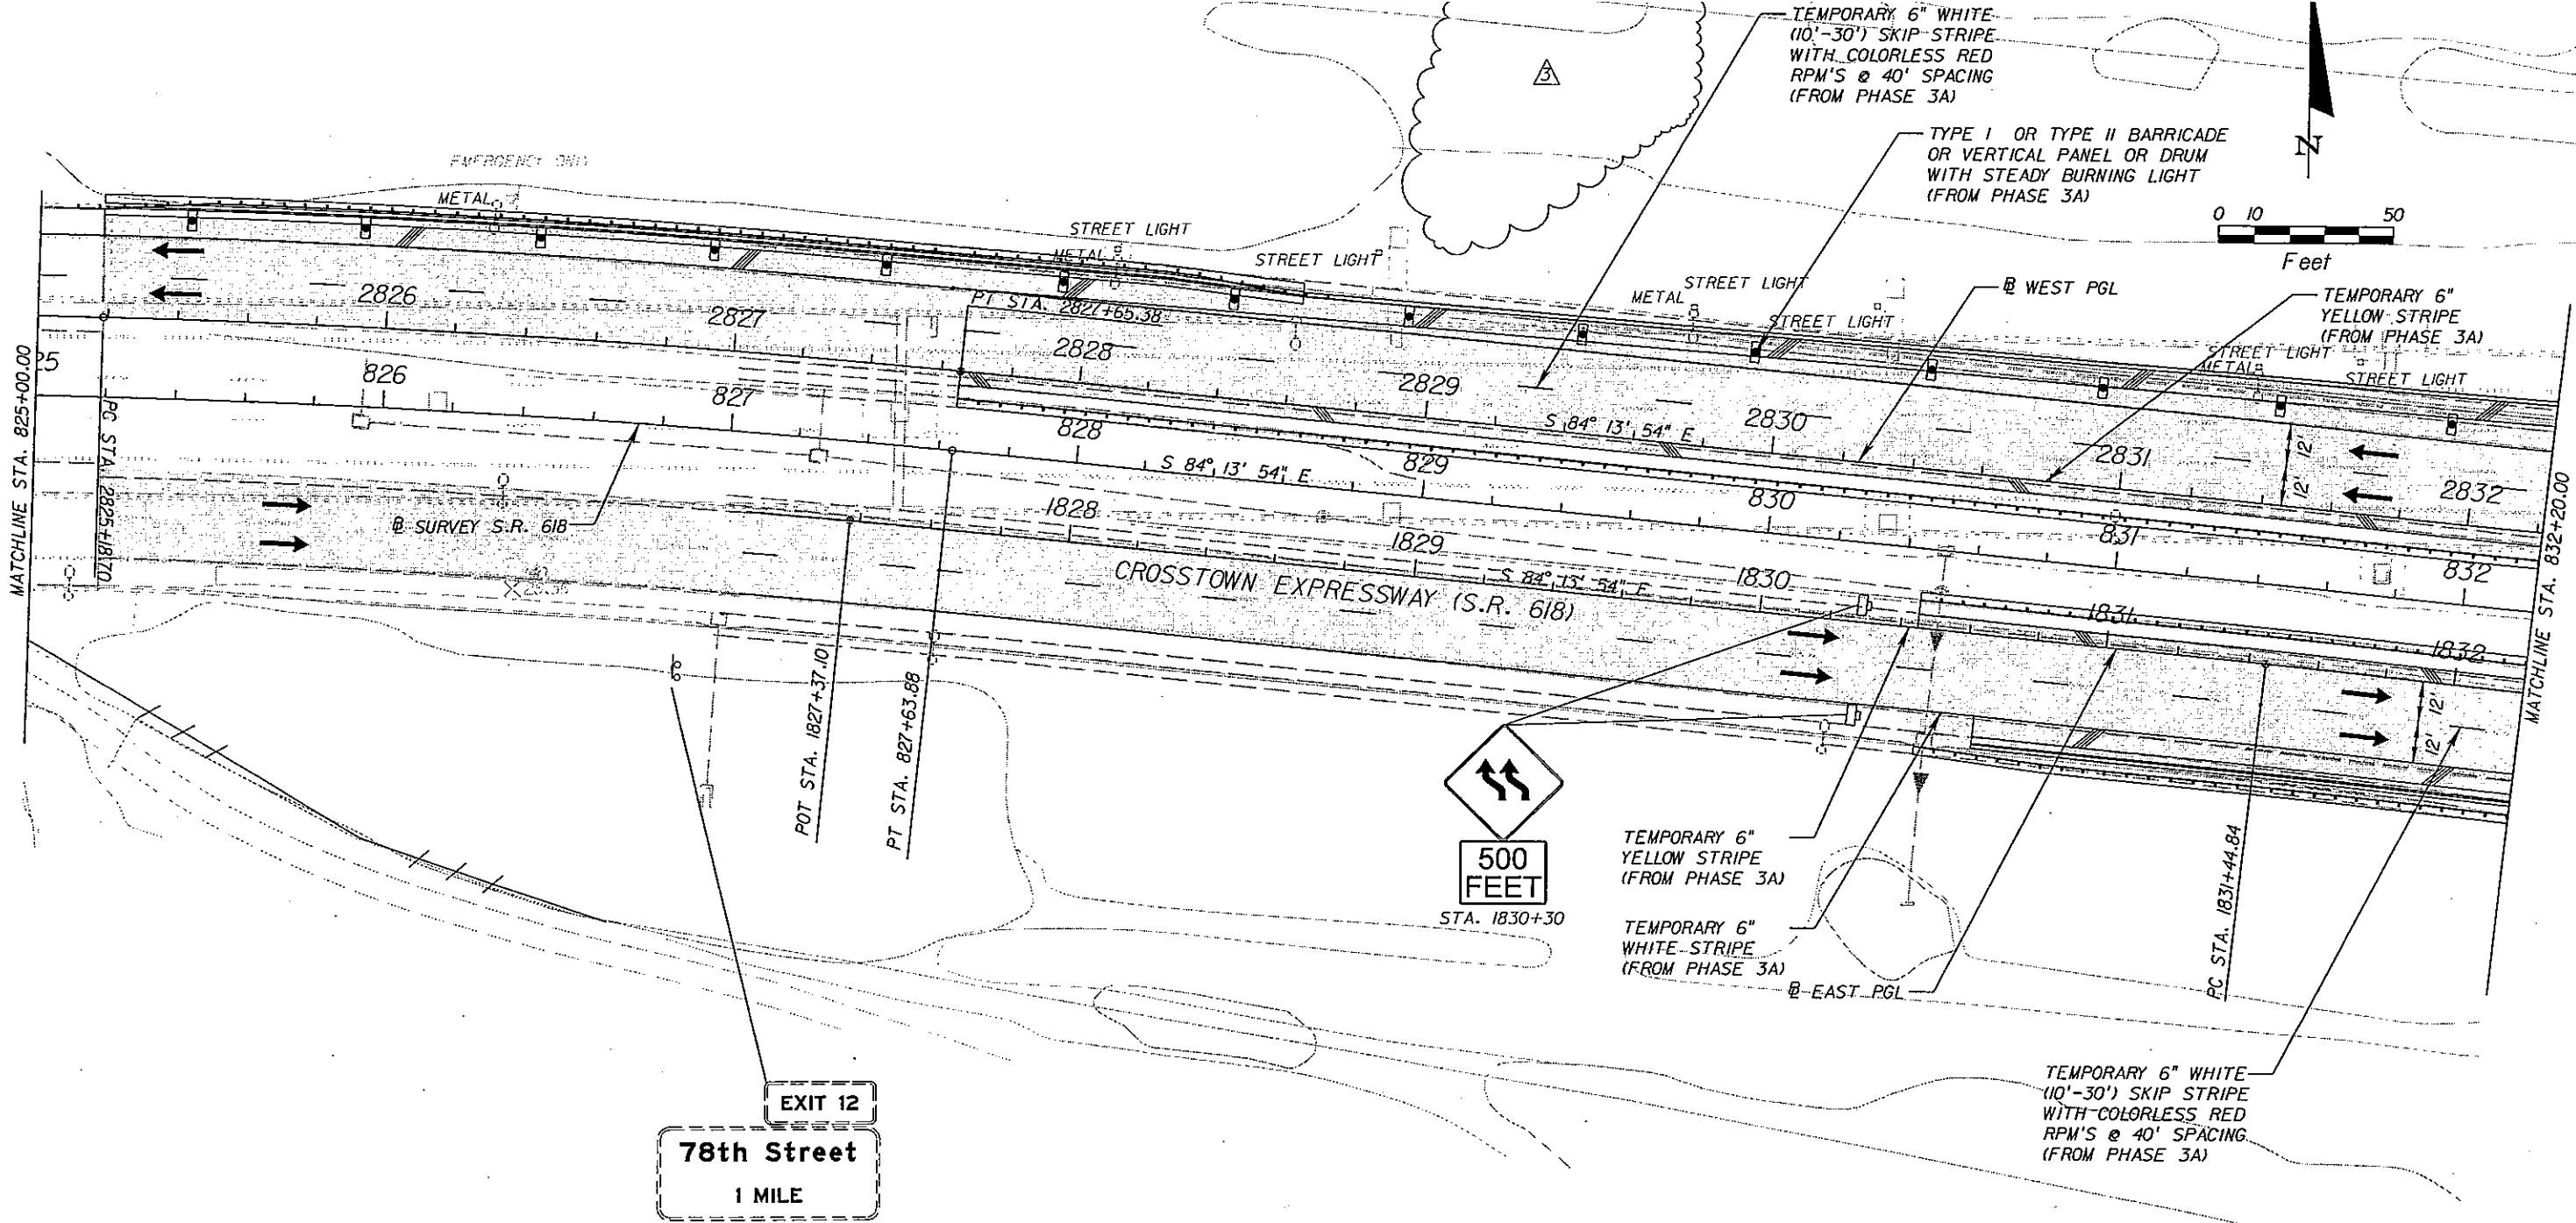 TEMPORARY 6" WHITE
(10'-30') SKIP STRIPE
WITH COLORLESS RED
RPM'S @ 40' SPACING
(FROM PHASE 3A)
3
N
TYPE I OR TYPE II BARRICADE
OR VERTICAL PANEL OR DRUM
WITH STEADY BURNING LIGHT
(FROM PHASE 3A)
0 10 50
Feet
EMERGENCY ONLY
METAL
STREET LIGHT
METAL
STREET LIGHT
STREET LIGHT
METAL
STREET LIGHT
℄ WEST PGL
TEMPORARY 6"
YELLOW STRIPE
(FROM PHASE 3A)
STREET LIGHT
METAL
STREET LIGHT
MATCHLINE STA. 825+00.00
25
2826
2827
PT STA. 2827+65.38
2828
2829
2830
2831
2832
S 84° 13' 54" E
12'
12'
826
827
828
829
830
831
832
S 84° 13' 54" E
PC STA. 2825+18.70
℄ SURVEY S.R. 618
1828
1829
1830
1831
1832
S 84° 13' 54" E
CROSSTOWN EXPRESSWAY (S.R. 618)
MATCHLINE STA. 832+20.00
12'
12'
POT STA. 1827+37.10
PT STA. 827+63.88
PC STA. 1831+44.84
500
FEET
STA. 1830+30
TEMPORARY 6"
YELLOW STRIPE
(FROM PHASE 3A)
TEMPORARY 6"
WHITE STRIPE
(FROM PHASE 3A)
℄ EAST PGL
TEMPORARY 6" WHITE
(10'-30') SKIP STRIPE
WITH COLORLESS RED
RPM'S @ 40' SPACING
(FROM PHASE 3A)
EXIT 12
78th Street
1 MILE